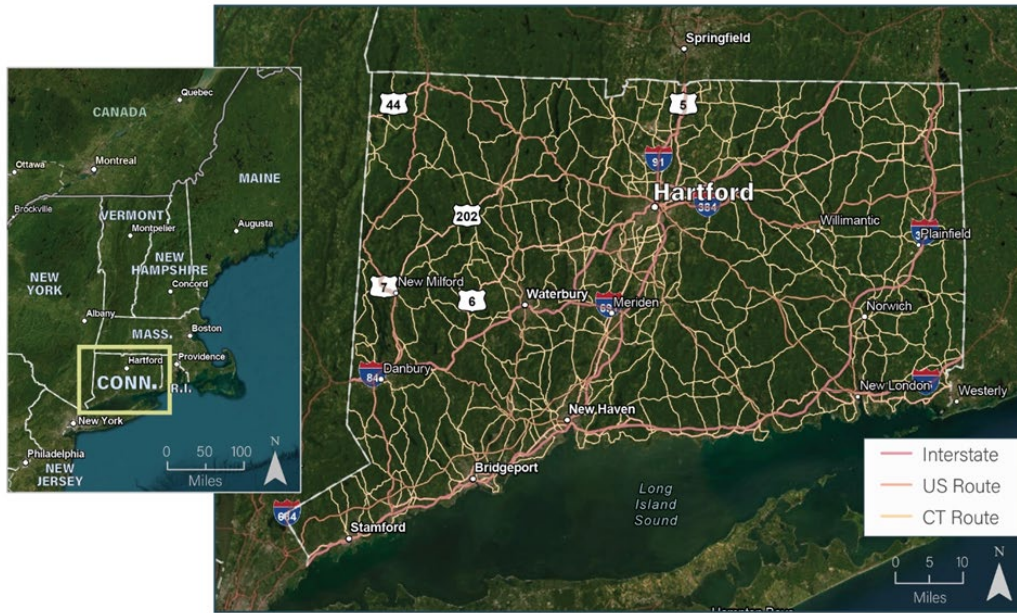 Quebec
CANADA
Ottawa
Montreal
MAINE
Brockville
VERMONT
Montpelier
Augusta
NEW
HAMPSHIRE
NEW
YORK
Concord
Albany
MASS.
Boston
Hartford
Providence
CONN.
R.I.
New York
Philadelphia
NEW
JERSEY
0 50 100
Miles
N
Springfield
44
5
91
Hartford
384
202
Willimantic
Plainfield
7
New Milford
6
Waterbury
691
Meriden
Norwich
84
Danbury
New London
Westerly
New Haven
Bridgeport
Long
Island
Sound
684
Stamford
Interstate
US Route
CT Route
0 5 10
Miles
N